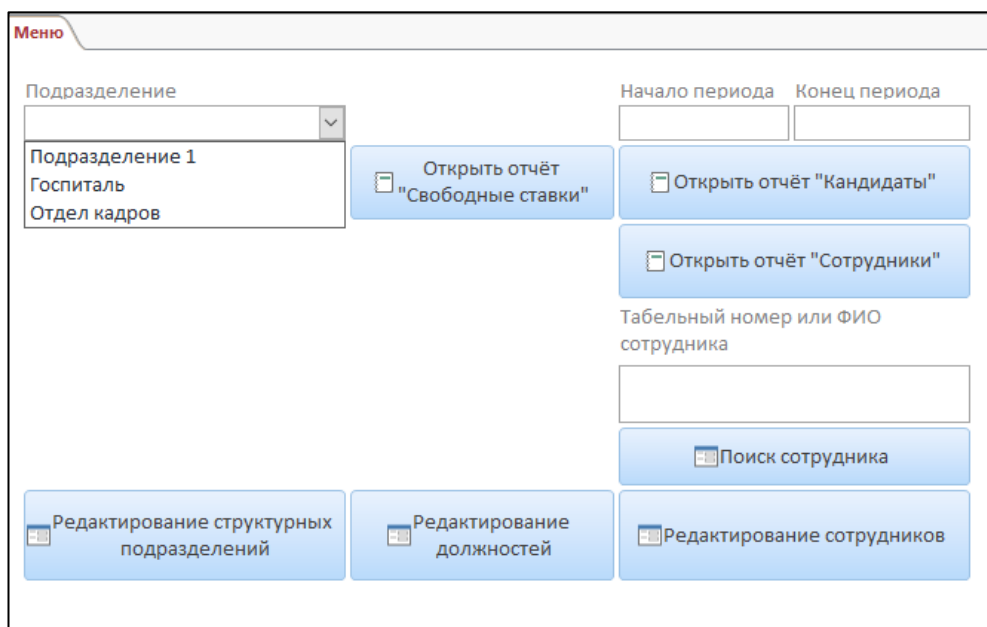 Меню
Подразделение
Начало периода
Конец периода
Подразделение 1
Госпиталь
Отдел кадров
Открыть отчёт
"Свободные ставки"
Открыть отчёт "Кандидаты"
Открыть отчёт "Сотрудники"
Табельный номер или ФИО
сотрудника
Поиск сотрудника
Редактирование структурных
подразделений
Редактирование
должностей
Редактирование сотрудников